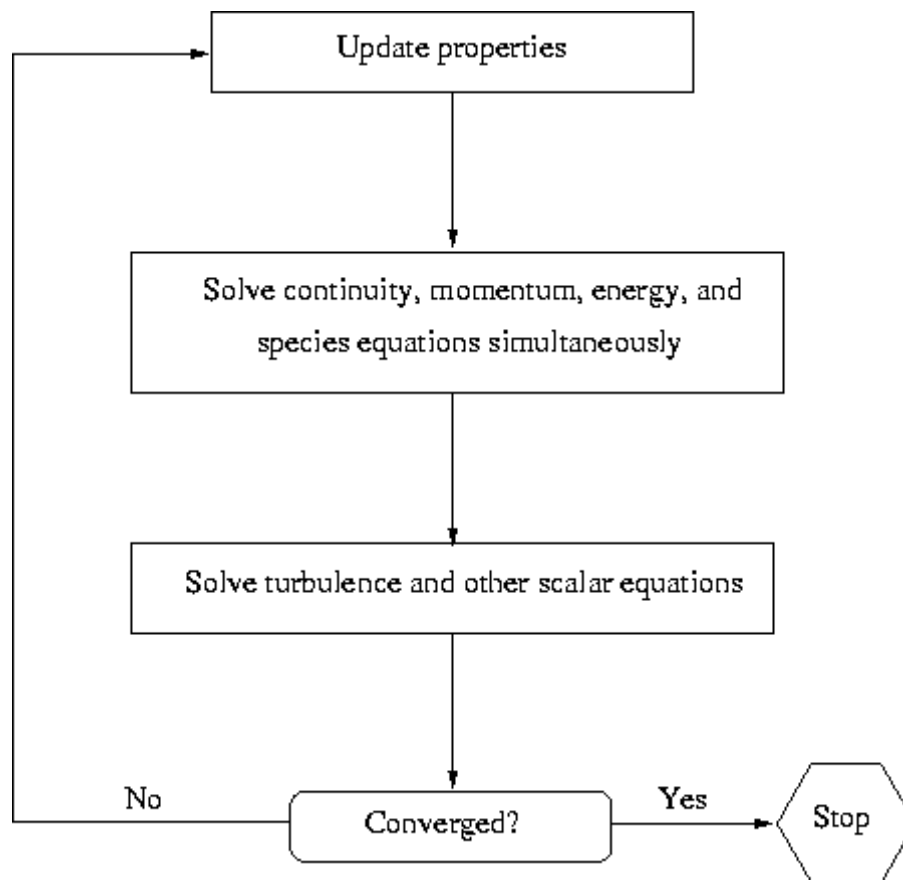 Update properties
Solve continuity, momentum, energy, and
species equations simultaneously
Solve turbulence and other scalar equations
No
Converged?
Yes
Stop